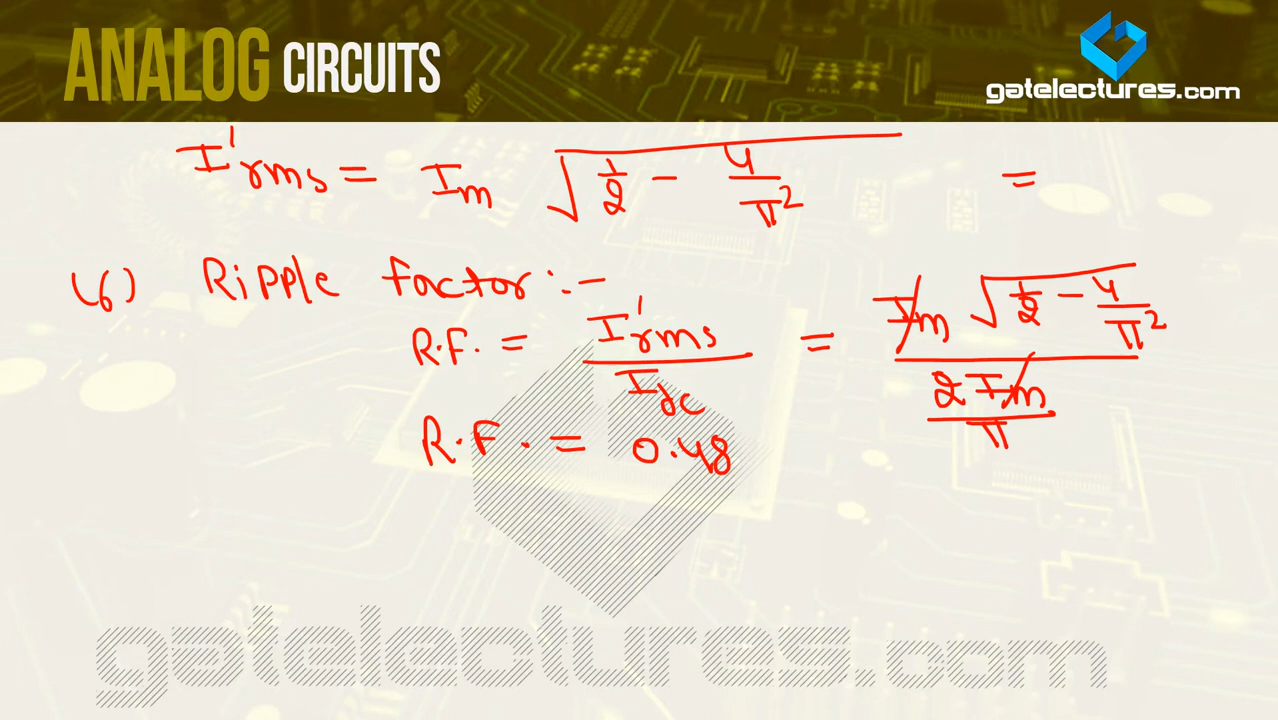 ANALOG CIRCUITS
gatelectures.com
I'rms = Im √(1/2 − 4/π²) =
(6) Ripple factor :-
R.F. = I'rms / Idc = Im √(1/2 − 4/π²) / (2Im/π)
R.F. = 0.48
gatelectures.com